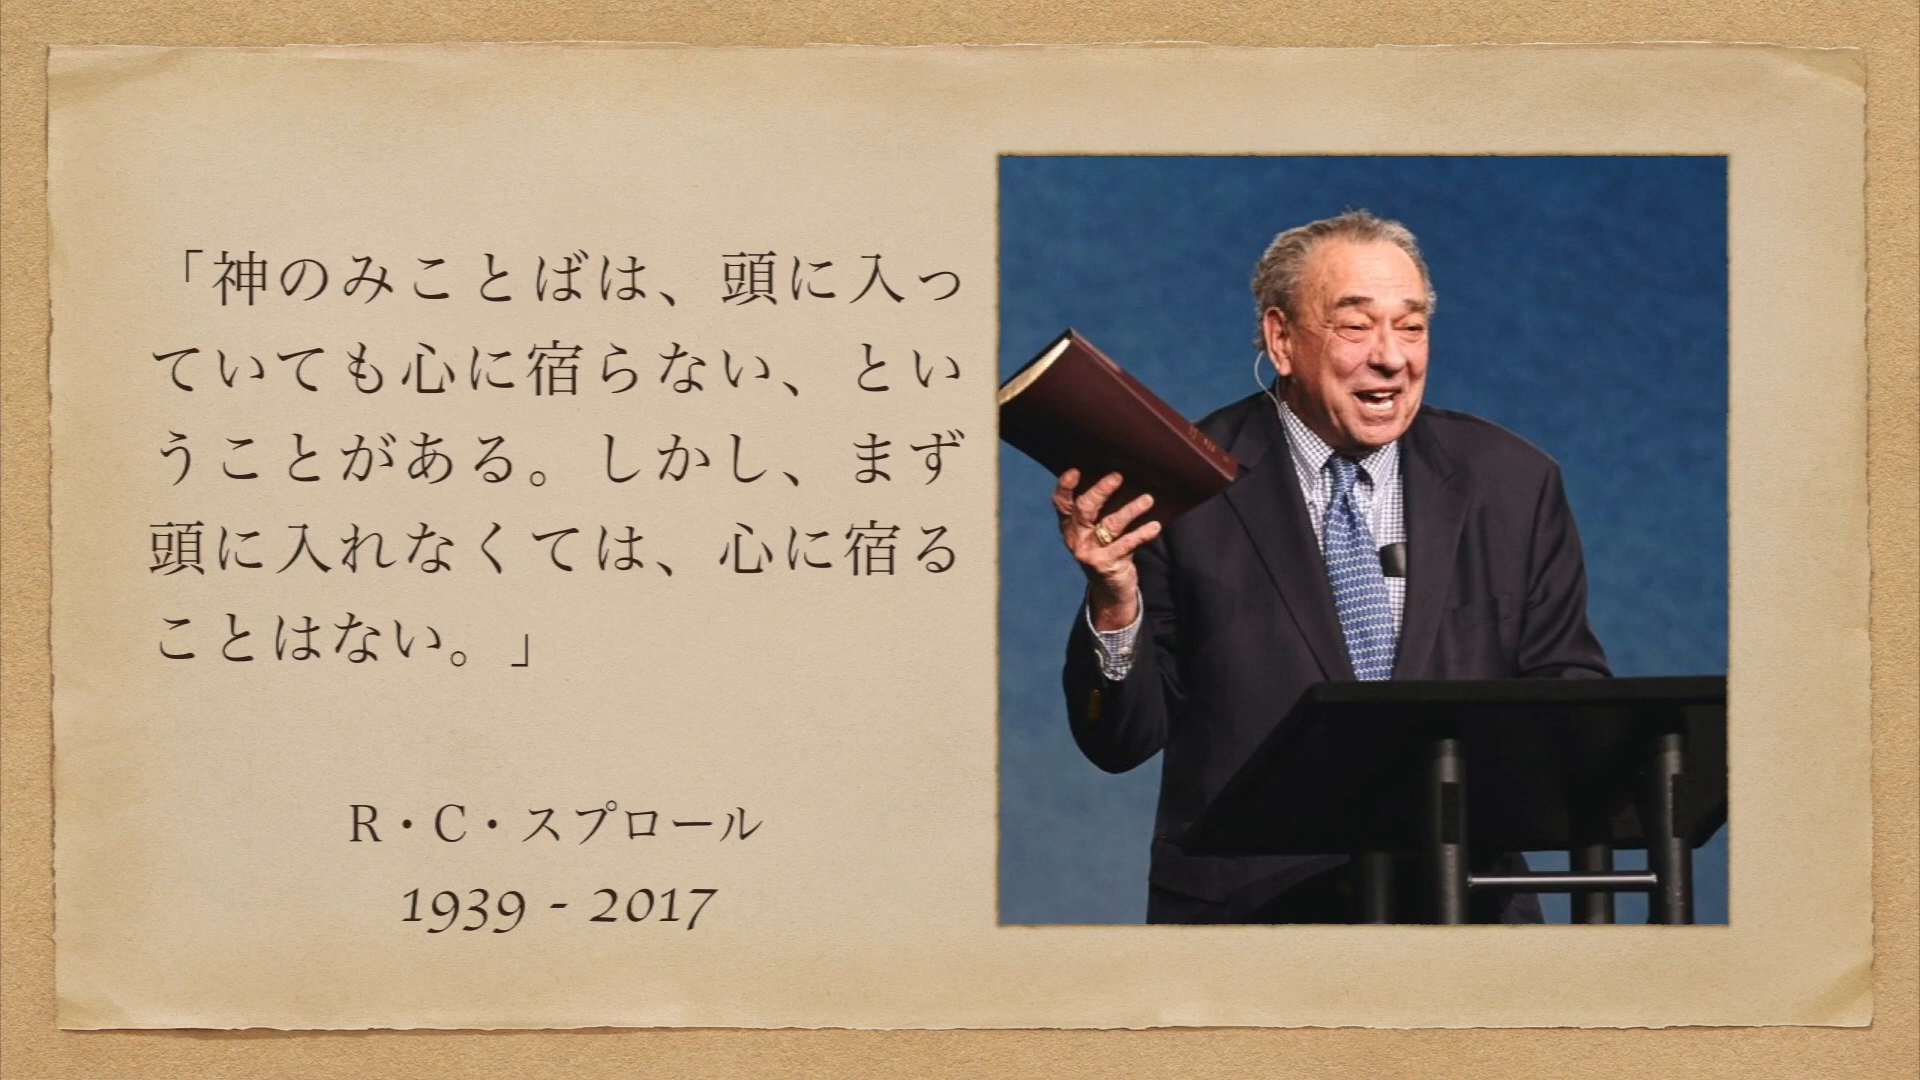 「神のみことばは、頭に入っ
ていても心に宿らない、とい
うことがある。しかし、まず
頭に入れなくては、心に宿る
ことはない。」
R・C・スプロール
1939 - 2017